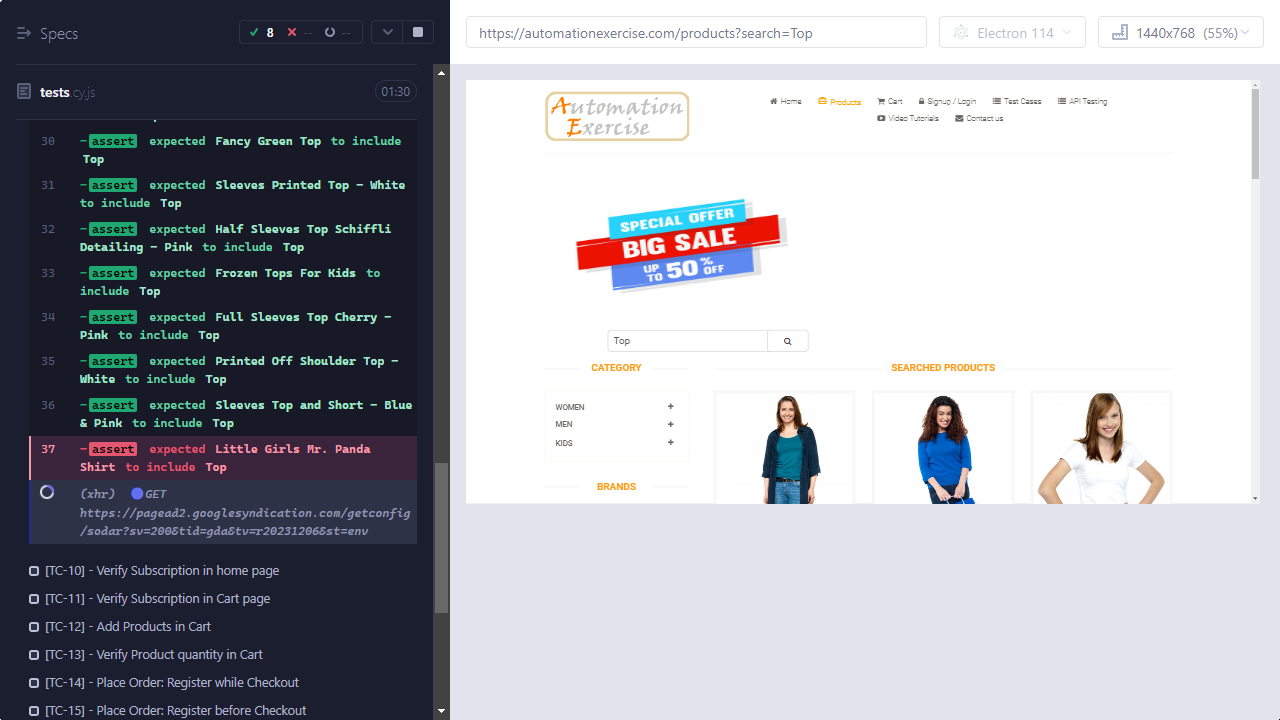 Specs
8
--
--
tests.cy.js
01:30
30 -assert expected Fancy Green Top to include
Top
31 -assert expected Sleeves Printed Top - White
to include Top
32 -assert expected Half Sleeves Top Schiffli
Detailing - Pink to include Top
33 -assert expected Frozen Tops For Kids to
include Top
34 -assert expected Full Sleeves Top Cherry -
Pink to include Top
35 -assert expected Printed Off Shoulder Top -
White to include Top
36 -assert expected Sleeves Top and Short - Blue
& Pink to include Top
37 -assert expected Little Girls Mr. Panda
Shirt to include Top
(xhr) GET
https://pagead2.googlesyndication.com/getconfig
/sodar?sv=200&tid=gda&tv=r20231206&st=env
[TC-10] - Verify Subscription in home page
[TC-11] - Verify Subscription in Cart page
[TC-12] - Add Products in Cart
[TC-13] - Verify Product quantity in Cart
[TC-14] - Place Order: Register while Checkout
[TC-15] - Place Order: Register before Checkout
https://automationexercise.com/products?search=Top
Electron 114
1440x768 (55%)
Automation
Exercise
Home
Products
Cart
Signup / Login
Test Cases
API Testing
Video Tutorials
Contact us
SPECIAL OFFER
BIG SALE
UP TO 50% OFF
Top
CATEGORY
WOMEN +
MEN +
KIDS +
BRANDS
SEARCHED PRODUCTS